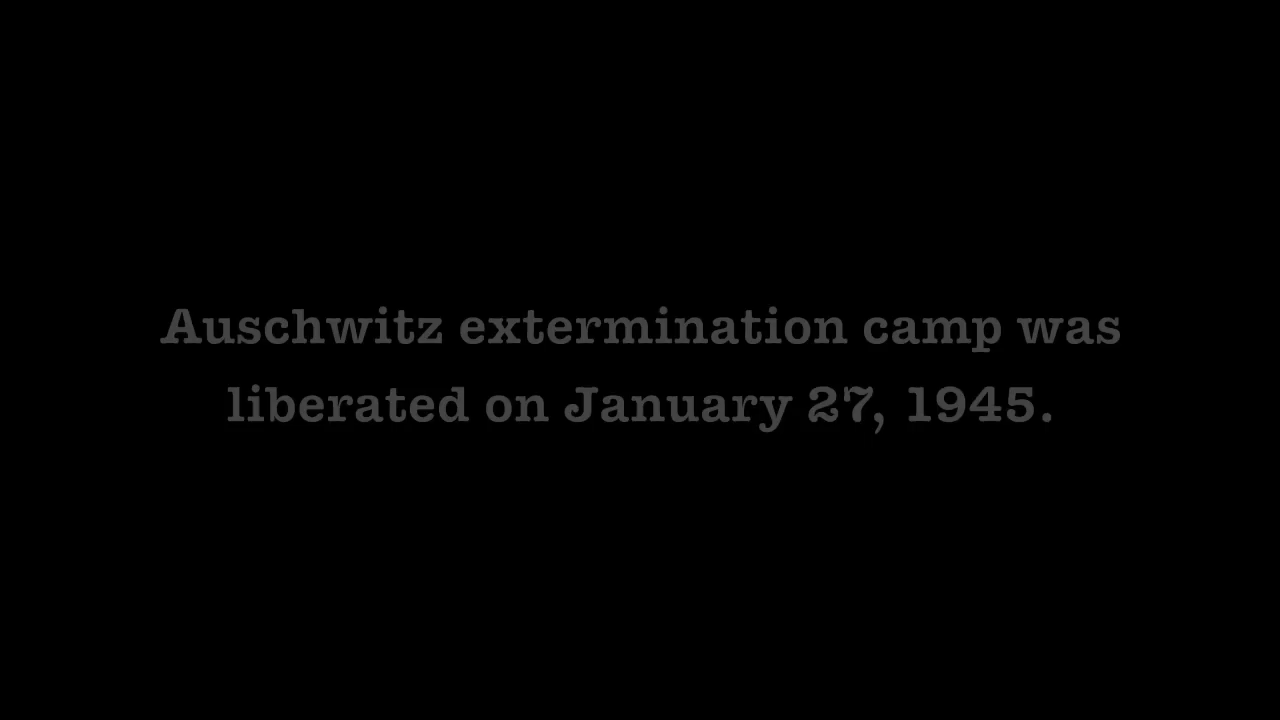 Auschwitz extermination camp was
liberated on January 27, 1945.